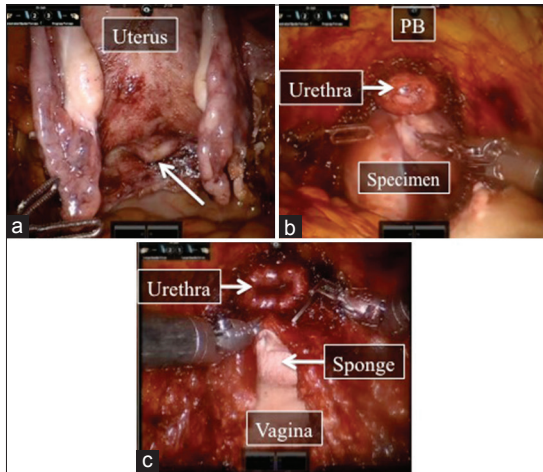 Uterus
a
PB
Urethra
Specimen
b
Urethra
Sponge
Vagina
c